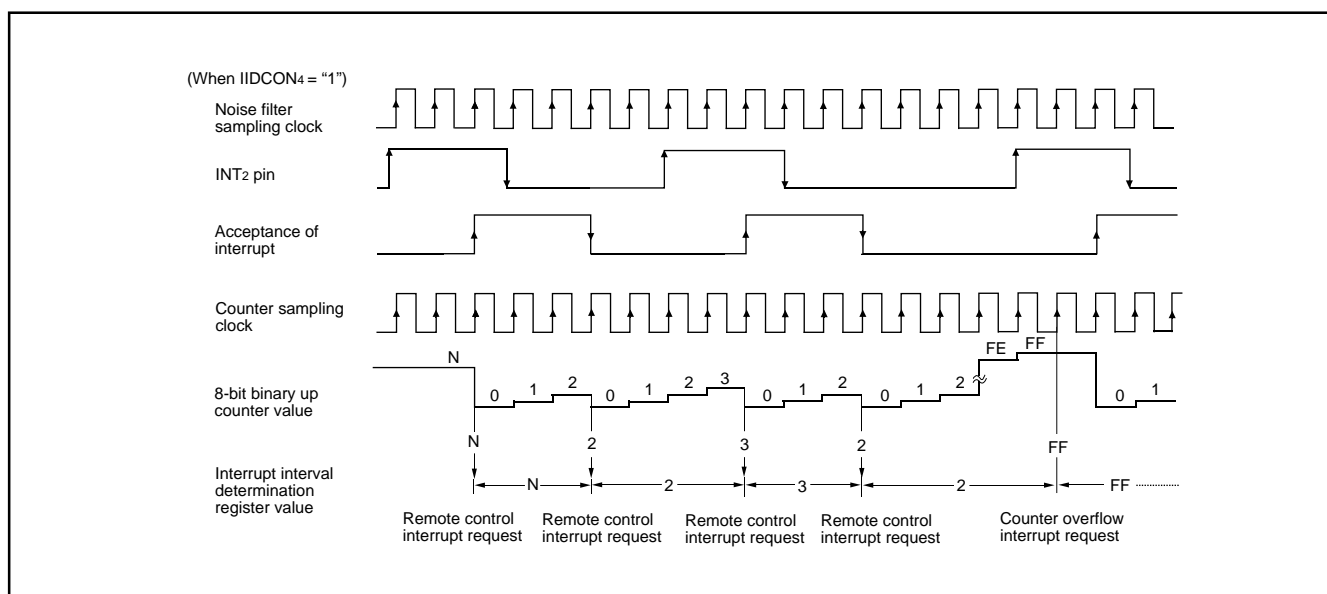 (When IIDCON4 = “1”)
Noise filter
sampling clock
INT2 pin
Acceptance of
interrupt
Counter sampling
clock
N
0 1 2 0 1 2 3 0 1 2 0 1 2 FE FF 0 1
8-bit binary up
counter value
N 2 3 2 FF
Interrupt interval
determination
register value
N 2 3 2 FF
Remote control
interrupt request
Remote control
interrupt request
Remote control
interrupt request
Remote control
interrupt request
Counter overflow
interrupt request